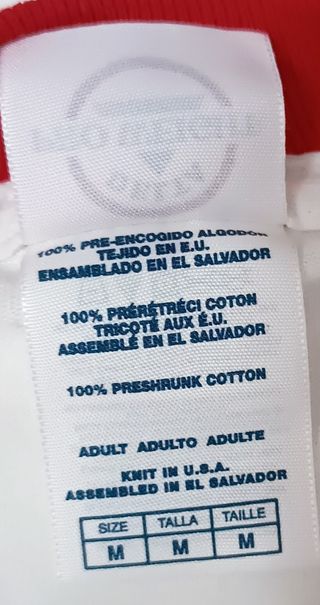 100% PRE-ENCOGIDO ALGODON
TEJIDO EN E.U.
ENSAMBLADO EN EL SALVADOR
100% PRÉRÉTRÉCI COTON
TRICOTÉ AUX É.U.
ASSEMBLÉ EN EL SALVADOR
100% PRESHRUNK COTTON
ADULT ADULTO ADULTE
KNIT IN U.S.A.
ASSEMBLED IN EL SALVADOR
SIZE TALLA TAILLE
M M M